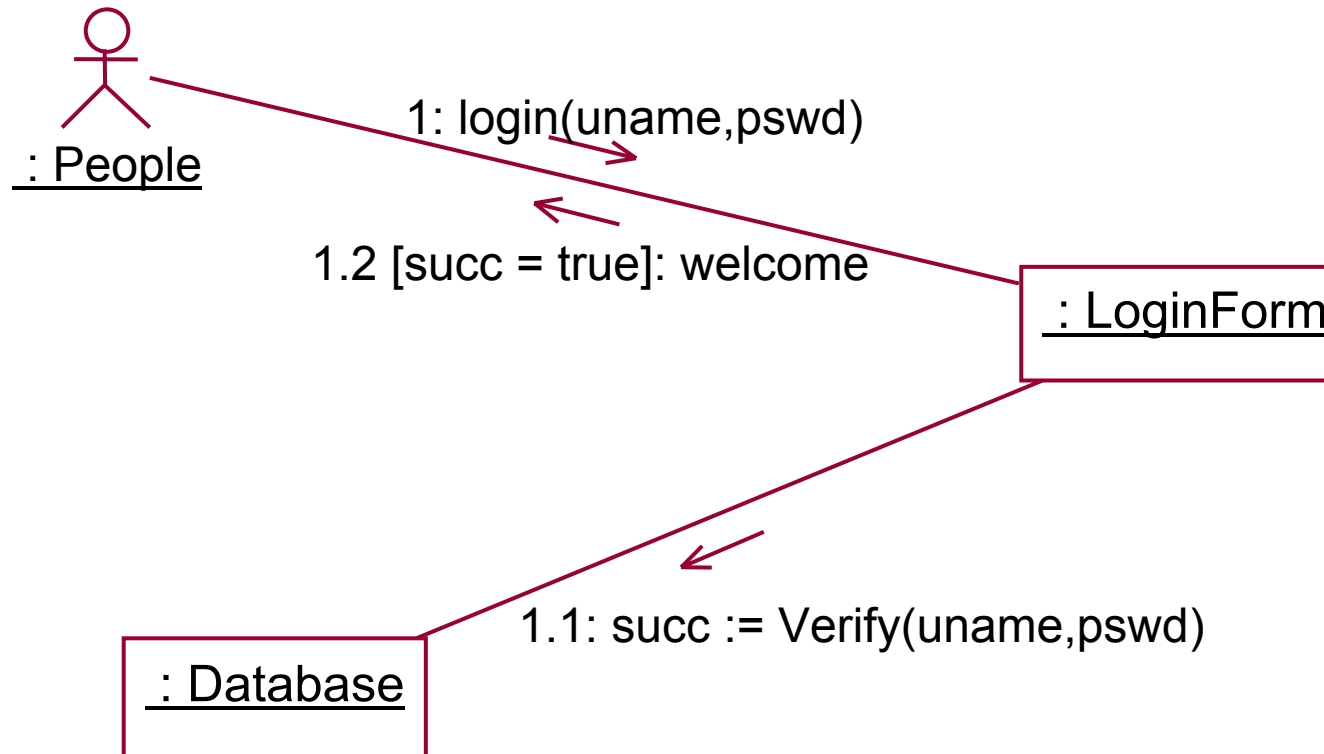 1: login(uname,pswd)
: People
1.2 [succ = true]: welcome
: LoginForm
1.1: succ := Verify(uname,pswd)
: Database